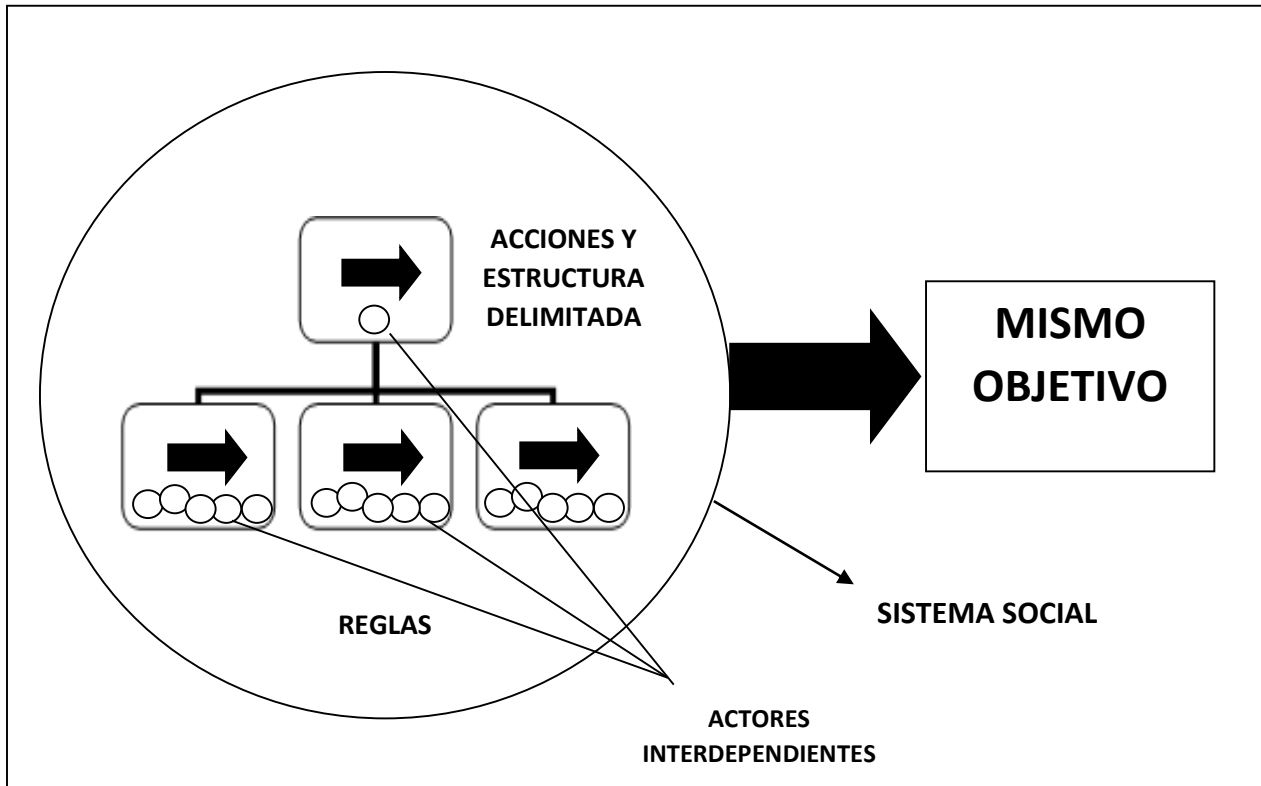 ACCIONES Y
ESTRUCTURA
DELIMITADA
MISMO
OBJETIVO
REGLAS
SISTEMA SOCIAL
ACTORES
INTERDEPENDIENTES